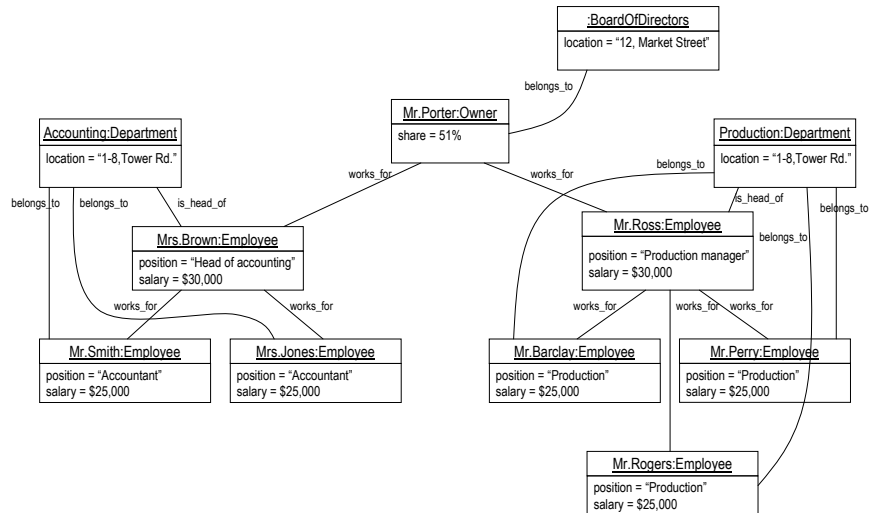 :BoardOfDirectors
location = “12, Market Street”
belongs_to
Mr.Porter:Owner
share = 51%
Accounting:Department
location = “1-8,Tower Rd.”
Production:Department
location = “1-8,Tower Rd.”
works_for
works_for
belongs_to
belongs_to
belongs_to
is_head_of
is_head_of
belongs_to
belongs_to
Mrs.Brown:Employee
position = “Head of accounting”
salary = $30,000
Mr.Ross:Employee
position = “Production manager”
salary = $30,000
works_for
works_for
works_for
works_for
works_for
Mr.Smith:Employee
position = “Accountant”
salary = $25,000
Mrs.Jones:Employee
position = “Accountant”
salary = $25,000
Mr.Barclay:Employee
position = “Production”
salary = $25,000
Mr.Perry:Employee
position = “Production”
salary = $25,000
Mr.Rogers:Employee
position = “Production”
salary = $25,000